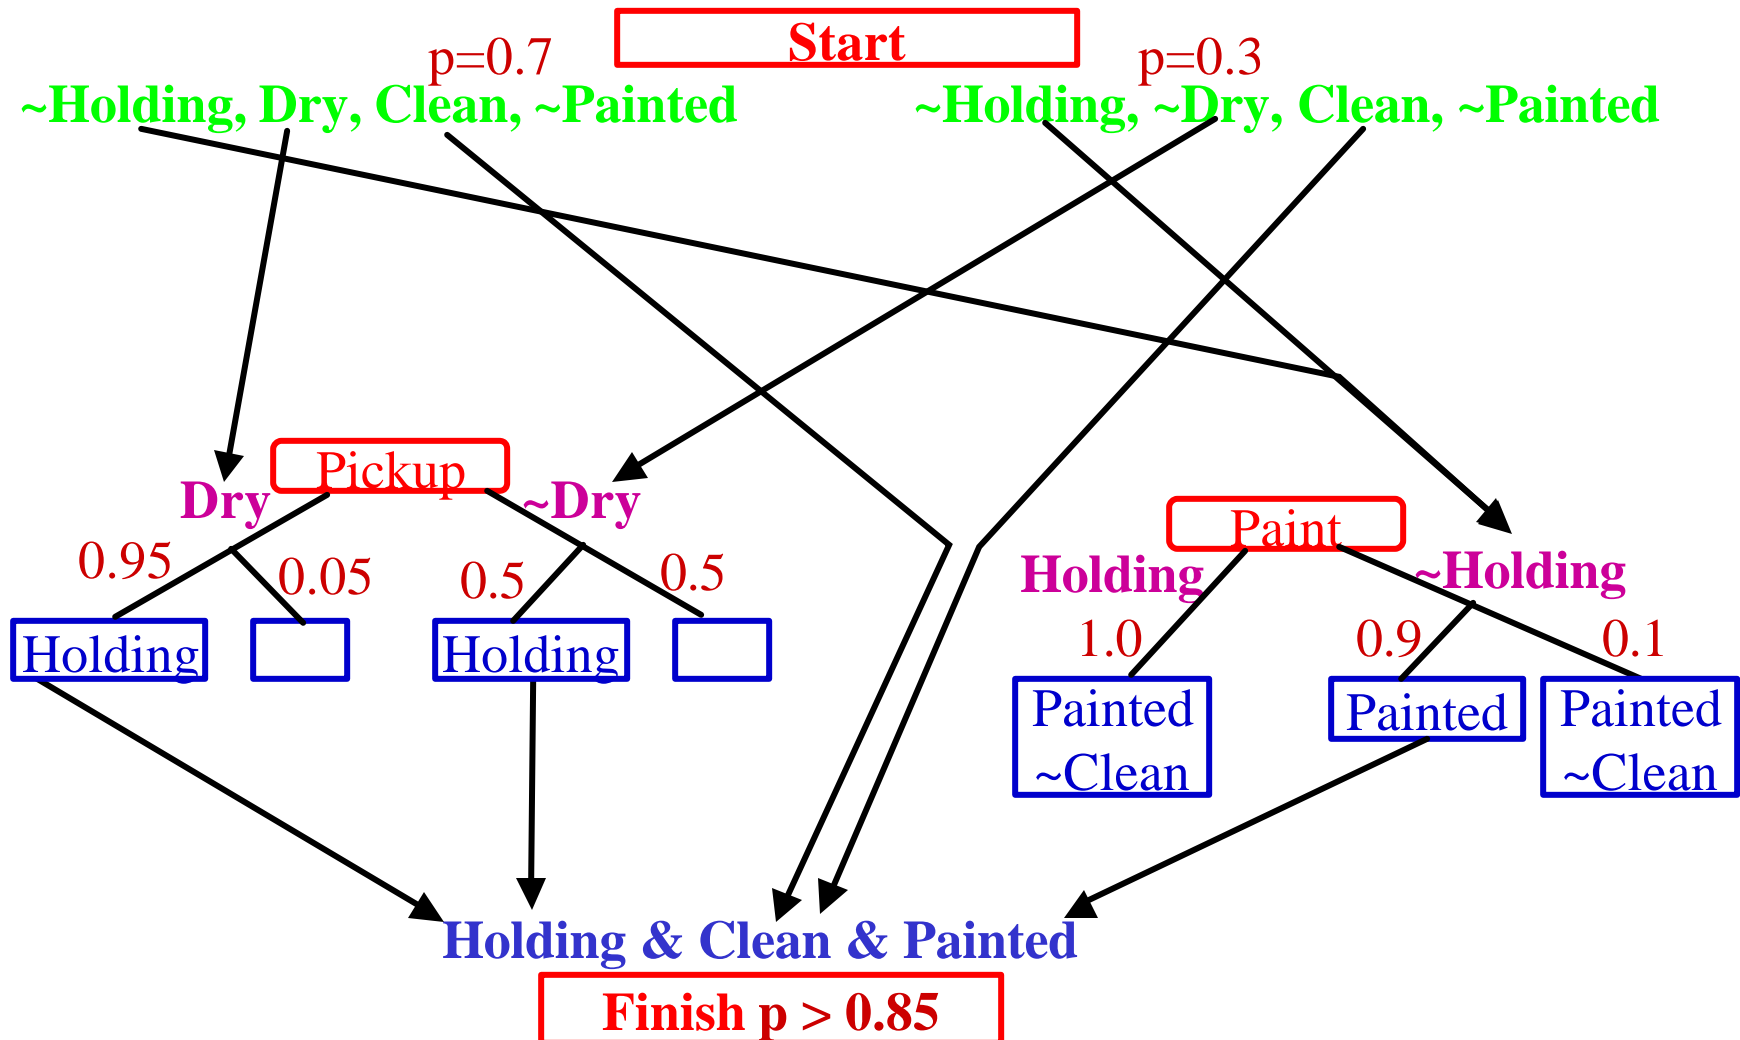 Start
p=0.7
p=0.3
~Holding, Dry, Clean, ~Painted
~Holding, ~Dry, Clean, ~Painted
Pickup
Dry
~Dry
Paint
Holding
~Holding
0.95
0.05
0.5
0.5
1.0
0.9
0.1
Holding
Holding
Painted
~Clean
Painted
Painted
~Clean
Holding & Clean & Painted
Finish p > 0.85